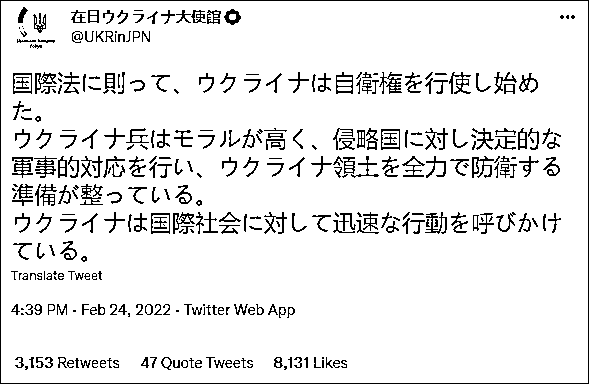 在日ウクライナ大使館
@UKRinJPN
国際法に則って、ウクライナは自衛権を行使し始め
た。
ウクライナ兵はモラルが高く、侵略国に対し決定的な
軍事的対応を行い、ウクライナ領土を全力で防衛する
準備が整っている。
ウクライナは国際社会に対して迅速な行動を呼びかけ
ている。
Translate Tweet
4:39 PM · Feb 24, 2022 · Twitter Web App
3,153 Retweets 47 Quote Tweets 8,131 Likes